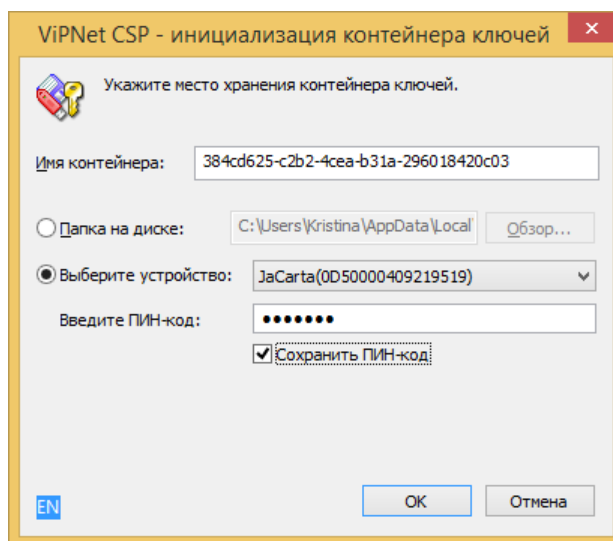 ViPNet CSP - инициализация контейнера ключей
Укажите место хранения контейнера ключей.
Имя контейнера: 384cd625-c2b2-4cea-b31a-296018420c03
Папка на диске: C:\Users\Kristina\AppData\Local\ Обзор...
Выберите устройство: JaCarta(0D50000409219519)
Введите ПИН-код: •••••••
Сохранить ПИН-код
EN OK Отмена